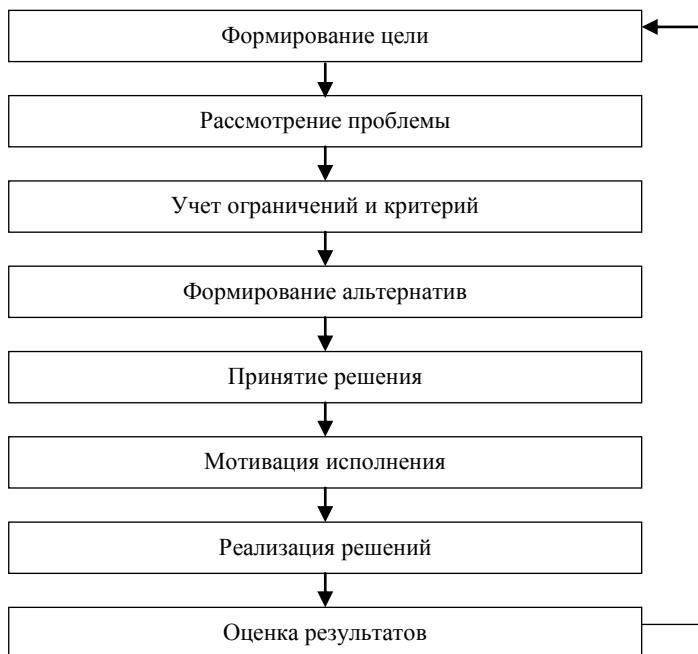 Формирование цели
Рассмотрение проблемы
Учет ограничений и критерий
Формирование альтернатив
Принятие решения
Мотивация исполнения
Реализация решений
Оценка результатов